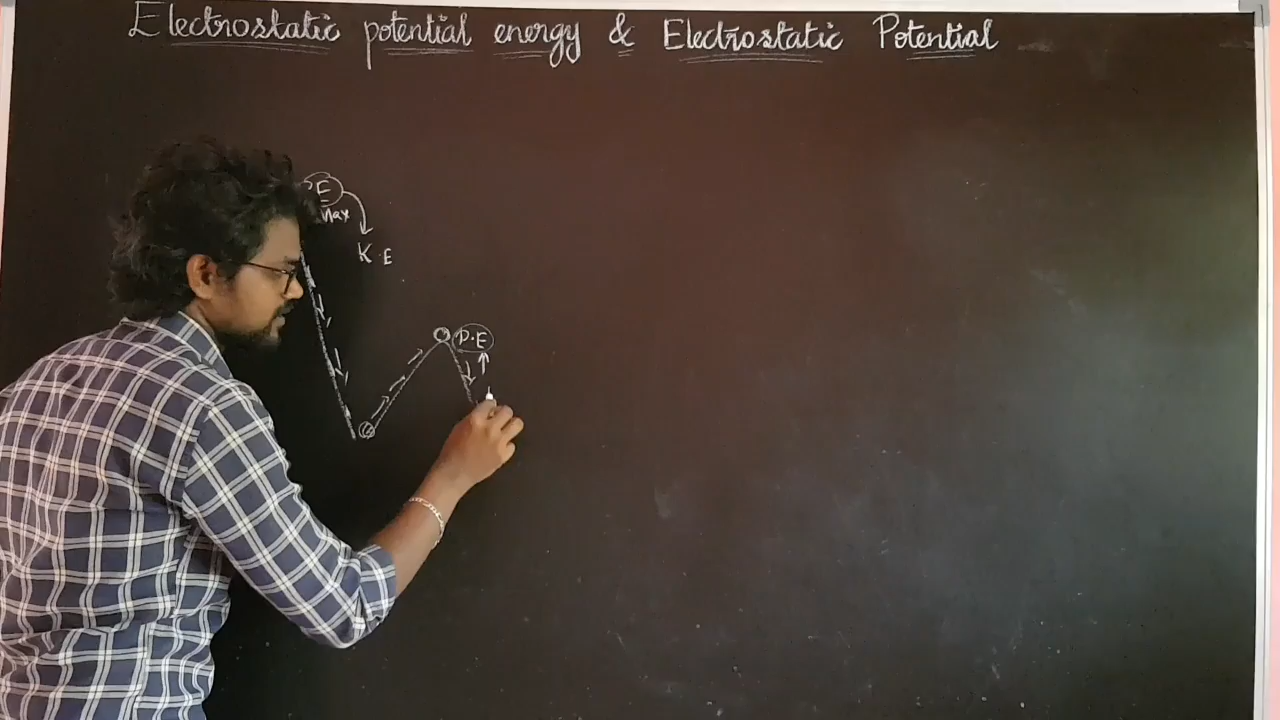 Electrostatic potential energy & Electrostatic Potential
E
Max
K.E
P.E